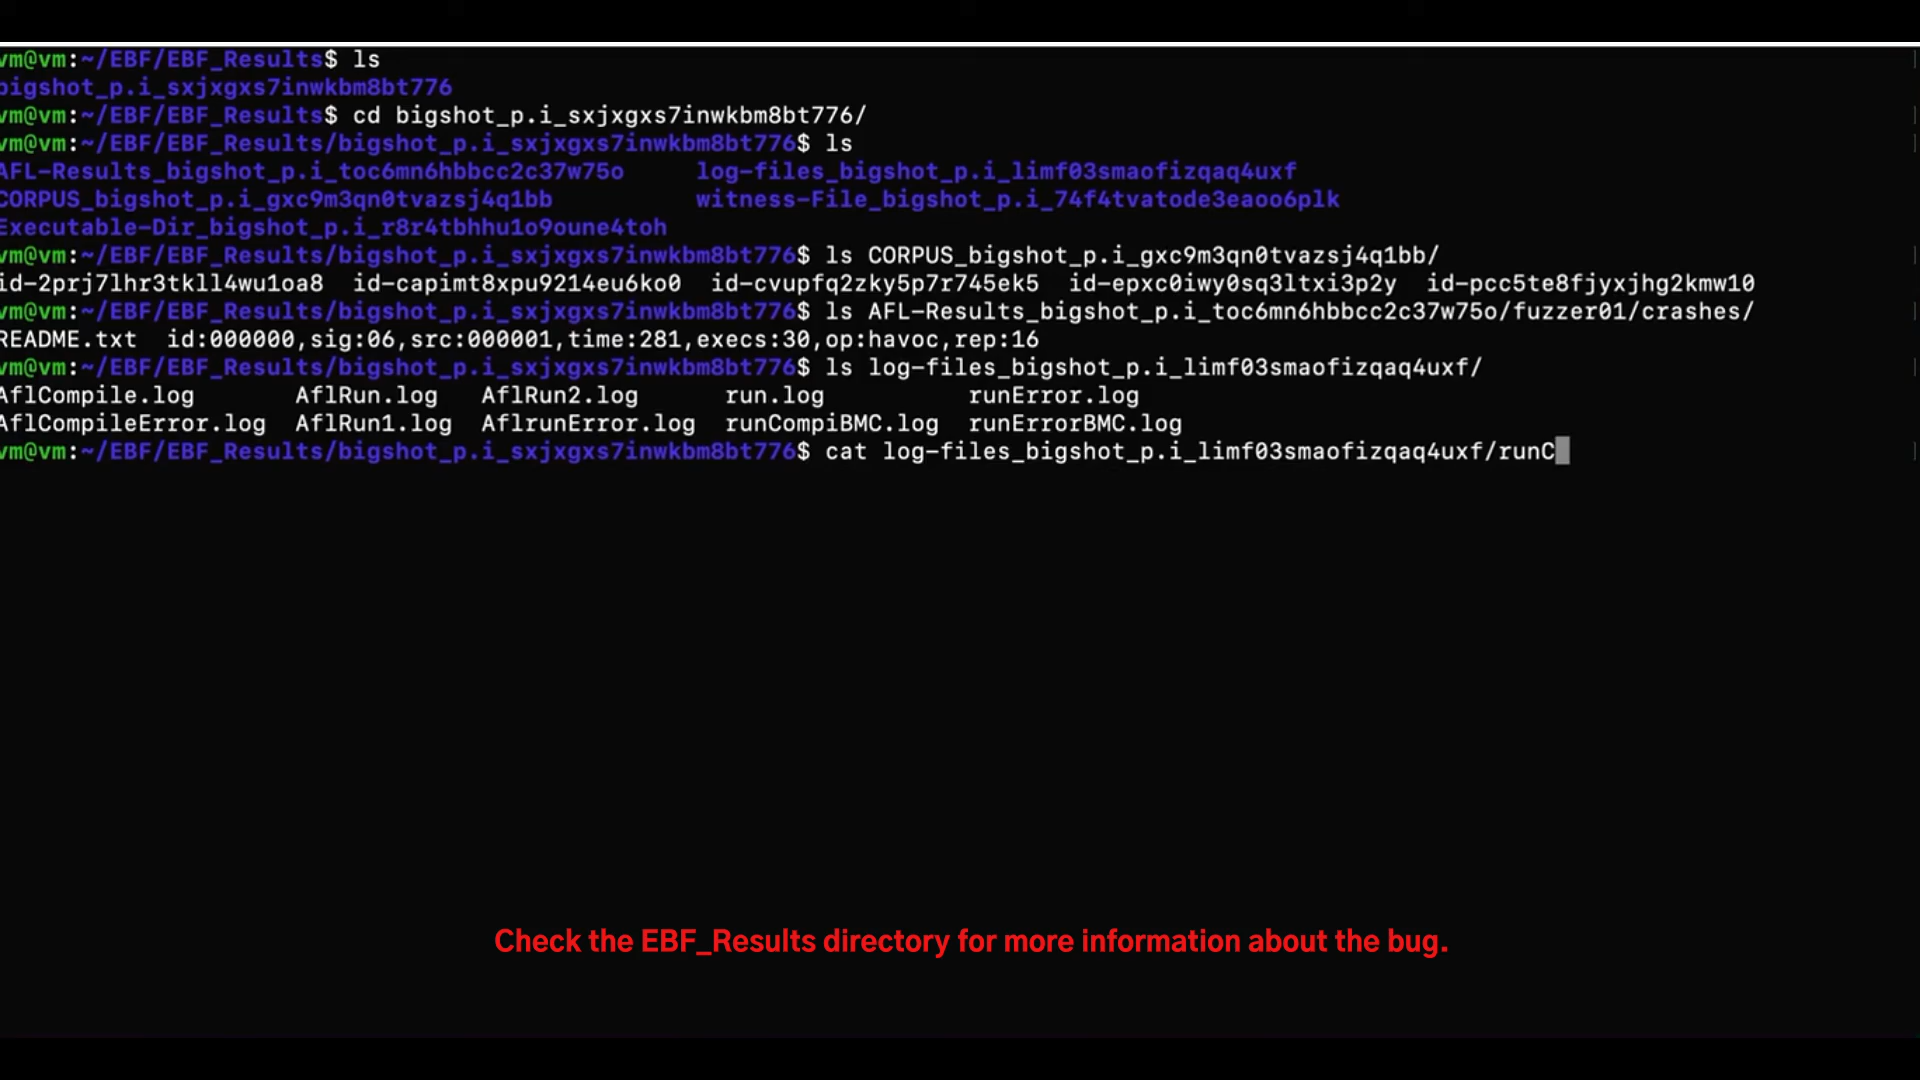 vm@vm:~/EBF/EBF_Results$ ls
bigshot_p.i_sxjxgxs7inwkbm8bt776
vm@vm:~/EBF/EBF_Results$ cd bigshot_p.i_sxjxgxs7inwkbm8bt776/
vm@vm:~/EBF/EBF_Results/bigshot_p.i_sxjxgxs7inwkbm8bt776$ ls
AFL-Results_bigshot_p.i_toc6mn6hbbcc2c37w75o log-files_bigshot_p.i_limf03smaofizqaq4uxf
CORPUS_bigshot_p.i_gxc9m3qn0tvazsj4q1bb witness-File_bigshot_p.i_74f4tvatode3eaoo6plk
Executable-Dir_bigshot_p.i_r8r4tbhhu1o9oune4toh
vm@vm:~/EBF/EBF_Results/bigshot_p.i_sxjxgxs7inwkbm8bt776$ ls CORPUS_bigshot_p.i_gxc9m3qn0tvazsj4q1bb/
id-2prj7lhr3tkll4wu1oa8 id-capimt8xpu9214eu6ko0 id-cvupfq2zky5p7r745ek5 id-epxc0iwy0sq3ltxi3p2y id-pcc5te8fjyxjhg2kmw10
vm@vm:~/EBF/EBF_Results/bigshot_p.i_sxjxgxs7inwkbm8bt776$ ls AFL-Results_bigshot_p.i_toc6mn6hbbcc2c37w75o/fuzzer01/crashes/
README.txt id:000000,sig:06,src:000001,time:281,execs:30,op:havoc,rep:16
vm@vm:~/EBF/EBF_Results/bigshot_p.i_sxjxgxs7inwkbm8bt776$ ls log-files_bigshot_p.i_limf03smaofizqaq4uxf/
AflCompile.log AflRun.log AflRun2.log run.log runError.log
AflCompileError.log AflRun1.log AflrunError.log runCompiBMC.log runErrorBMC.log
vm@vm:~/EBF/EBF_Results/bigshot_p.i_sxjxgxs7inwkbm8bt776$ cat log-files_bigshot_p.i_limf03smaofizqaq4uxf/runC
Check the EBF_Results directory for more information about the bug.